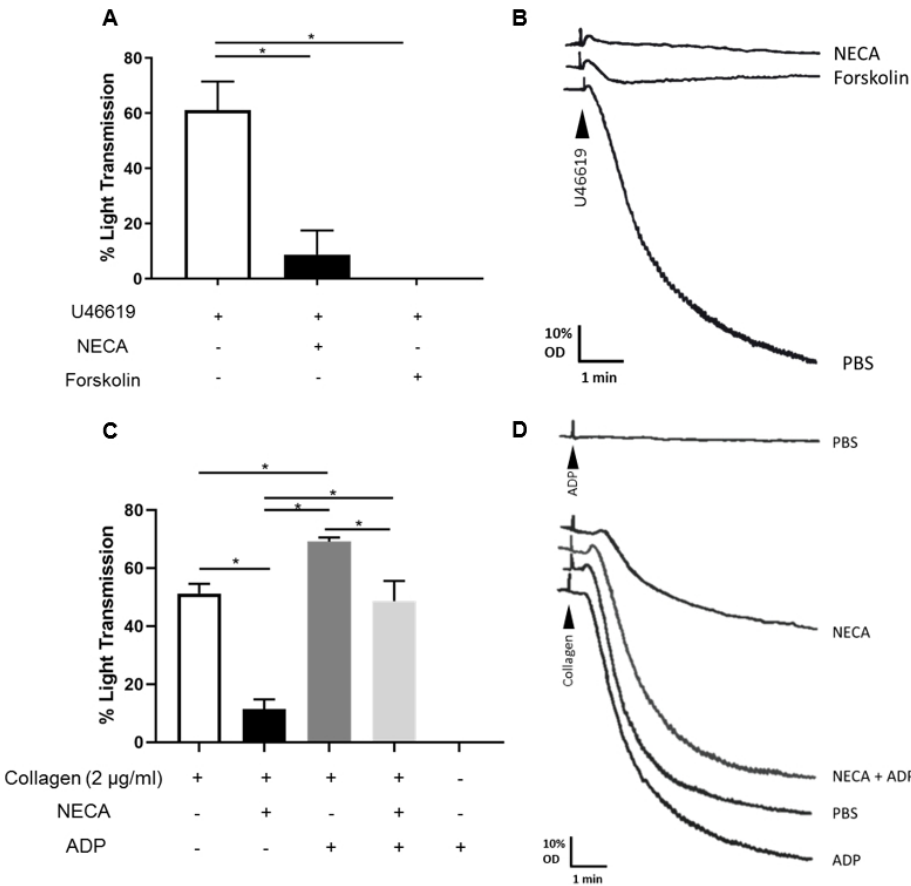 A
% Light Transmission
80
60
40
20
0
* *
U46619 + + +
NECA - + -
Forskolin - - +
B
NECA
Forskolin
U46619
10%
OD
1 min
PBS
C
% Light Transmission
80
60
40
20
0
* * * * *
Collagen (2 µg/ml) + + + + -
NECA - + - + -
ADP - - + + +
D
PBS
ADP
NECA
Collagen
NECA + ADP
PBS
ADP
10%
OD
1 min